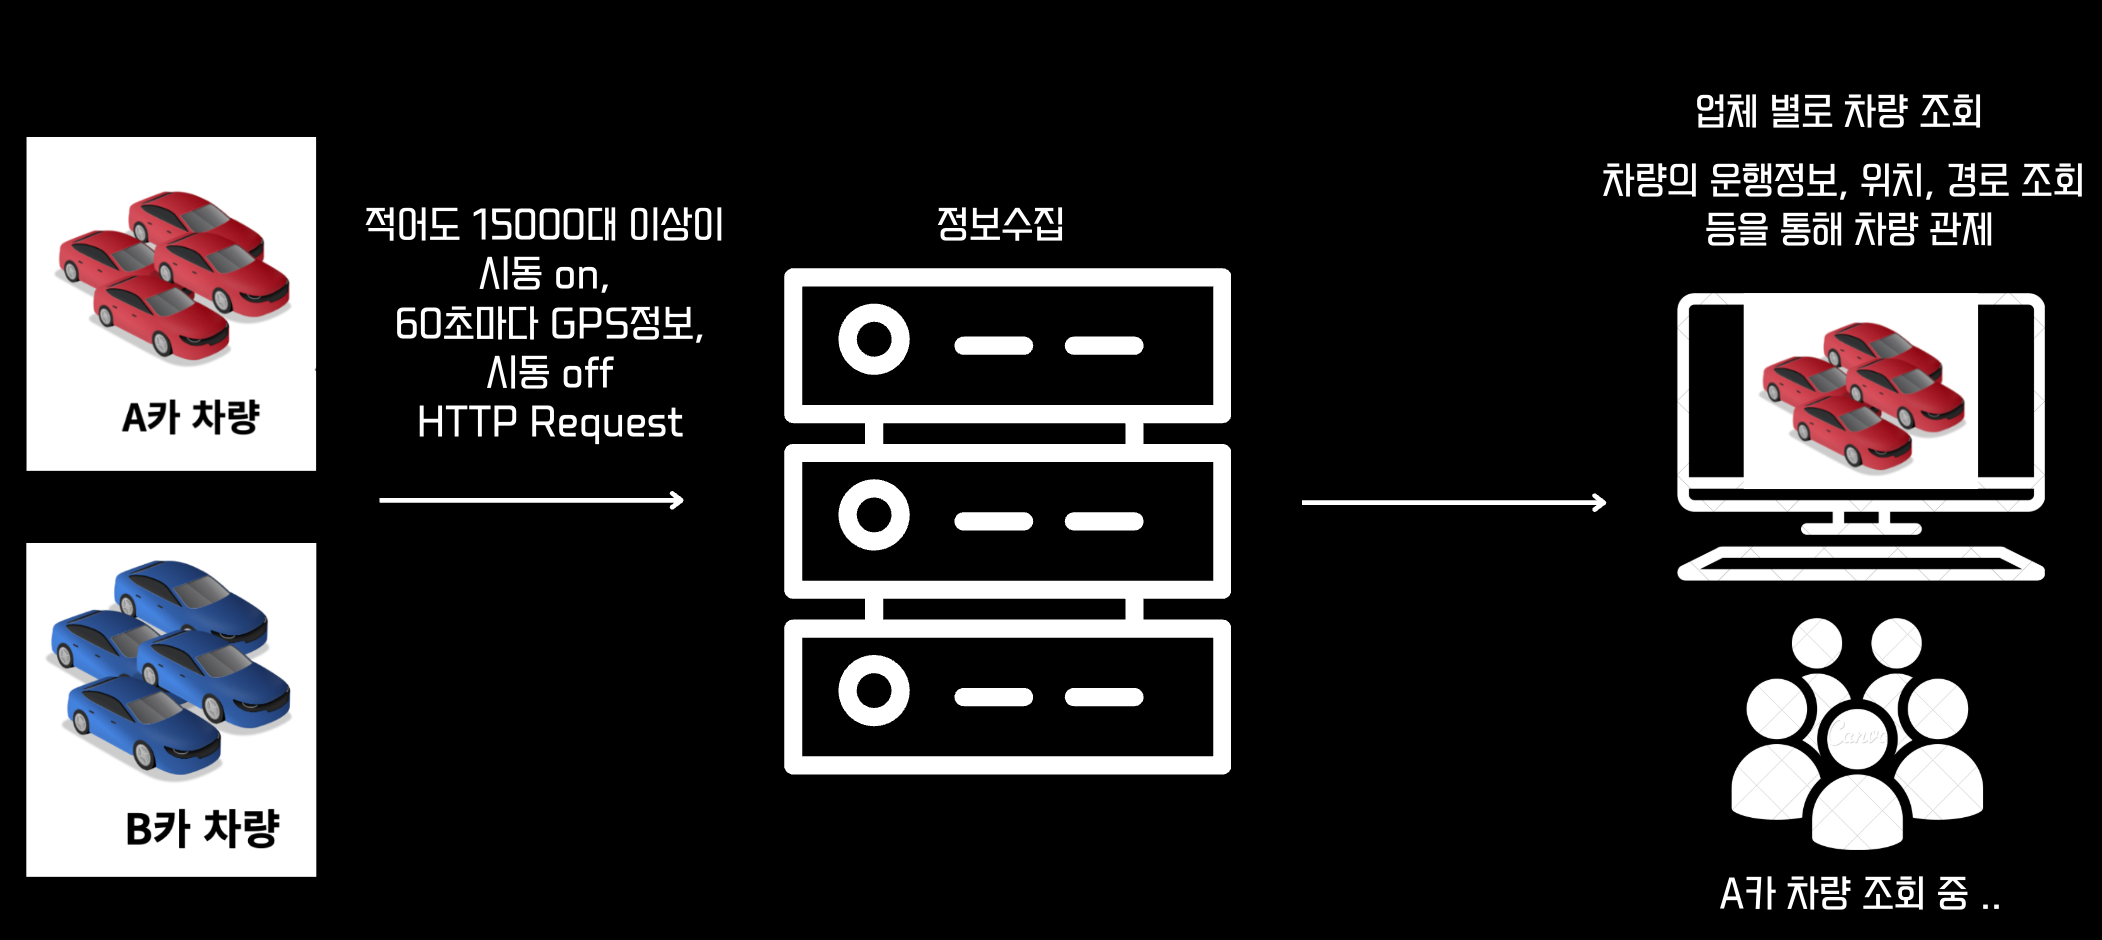 업체 별로 차량 조회
차량의 운행정보, 위치, 경로 조회
등을 통해 차량 관제
적어도 15000대 이상이
시동 on,
60초마다 GPS정보,
시동 off
HTTP Request
정보수집
A카 차량
B카 차량
Canva
A카 차량 조회 중 ..